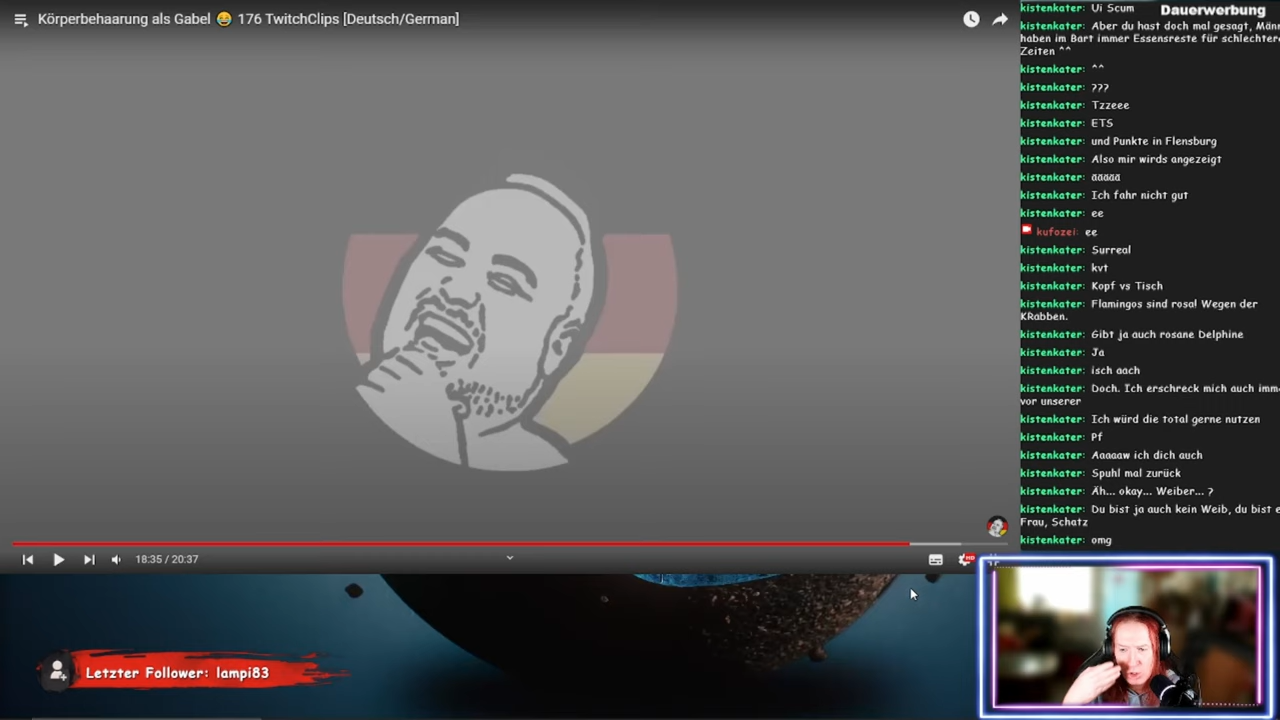 Körperbehaarung als Gabel 😂 176 TwitchClips [Deutsch/German]
18:35 / 20:37
HD
Dauerwerbung
kistenkater: Ui Scum
kistenkater: Aber du hast doch mal gesagt,
haben im Bart immer Essensreste für
Zeiten ^^
kistenkater: ^^
kistenkater: ???
kistenkater: Tzzeee
kistenkater: ETS
kistenkater: und Punkte in Flensburg
kistenkater: Also mir wirds angezeigt
kistenkater: aaaaa
kistenkater: Ich fahr nicht gut
kistenkater: ee
kufozei: ee
kistenkater: Surreal
kistenkater: kvt
kistenkater: Kopf vs Tisch
kistenkater: Flamingos sind rosa! Wegen der
KRabben.
kistenkater: Gibt ja auch rosane Delphine
kistenkater: Ja
kistenkater: isch aach
kistenkater: Doch. Ich erschreck mich auch
vor unserer
kistenkater: Ich würd die total gerne nutzen
kistenkater: Pf
kistenkater: Aaaaaw ich dich auch
kistenkater: Spuhl mal zurück
kistenkater: Äh... okay... Weiber... ?
kistenkater: Du bist ja auch kein Weib, du bist
Frau, Schatz
kistenkater: omg
Letzter Follower: lampi83